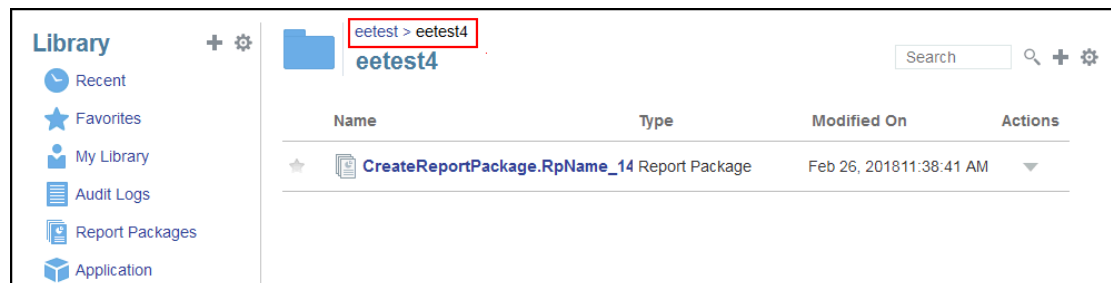 Library
Recent
Favorites
My Library
Audit Logs
Report Packages
Application
eetest > eetest4
eetest4
Search
Name Type Modified On Actions
CreateReportPackage.RpName_14 Report Package Feb 26, 201811:38:41 AM